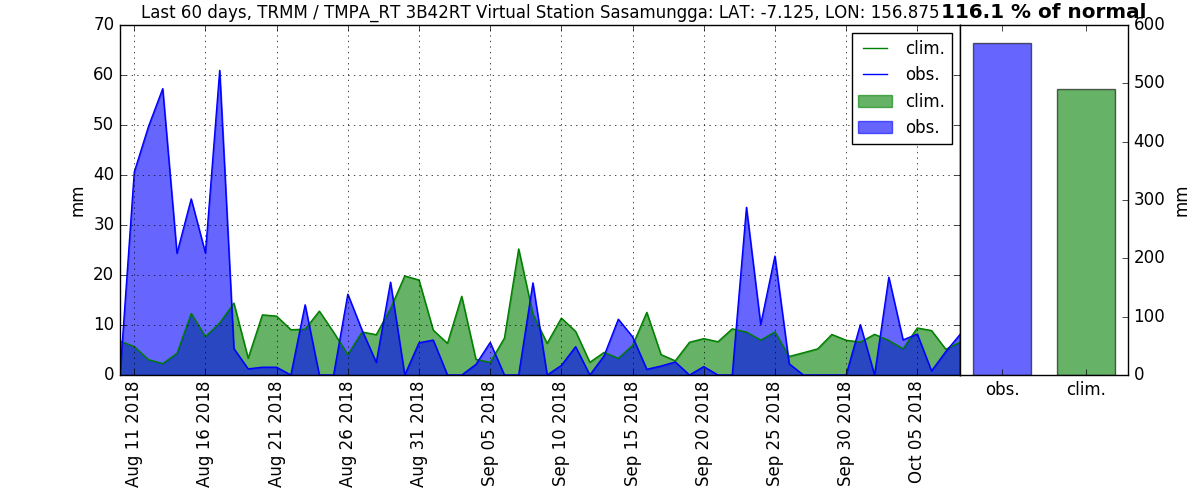 Last 60 days, TRMM / TMPA_RT 3B42RT Virtual Station Sasamungga: LAT: -7.125, LON: 156.875
116.1 % of normal
70
60
50
40
30
20
10
0
mm
clim.
obs.
clim.
obs.
Aug 11 2018
Aug 16 2018
Aug 21 2018
Aug 26 2018
Aug 31 2018
Sep 05 2018
Sep 10 2018
Sep 15 2018
Sep 20 2018
Sep 25 2018
Sep 30 2018
Oct 05 2018
600
500
400
300
200
100
0
mm
obs.
clim.